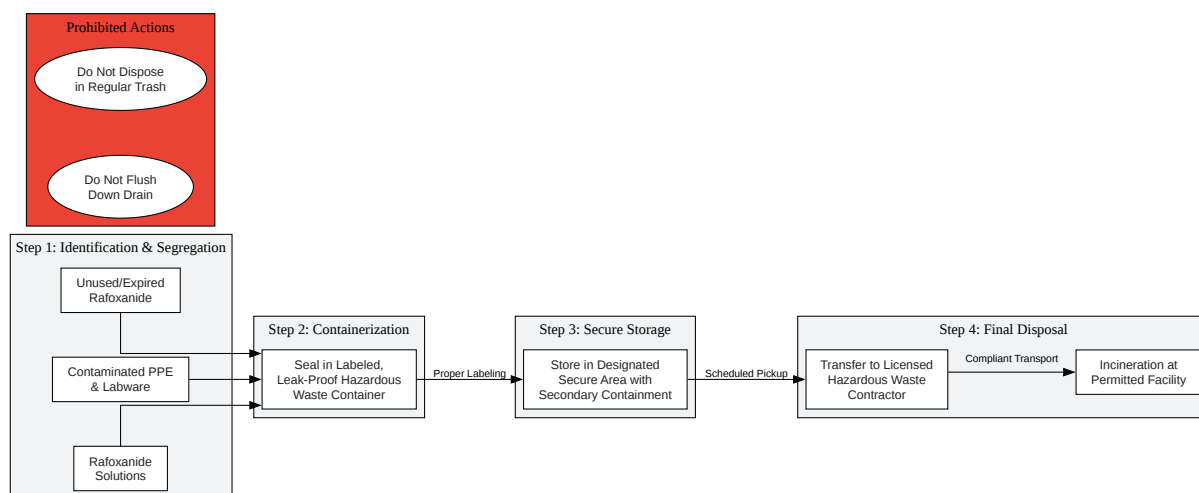 Prohibited Actions
Do Not Dispose
in Regular Trash
Do Not Flush
Down Drain
Step 1: Identification & Segregation
Unused/Expired
Rafoxanide
Contaminated PPE
& Labware
Rafoxanide
Solutions
Step 2: Containerization
Seal in Labeled,
Leak-Proof Hazardous
Waste Container
Proper Labeling
Step 3: Secure Storage
Store in Designated
Secure Area with
Secondary Containment
Scheduled Pickup
Step 4: Final Disposal
Transfer to Licensed
Hazardous Waste
Contractor
Compliant Transport
Incineration at
Permitted Facility